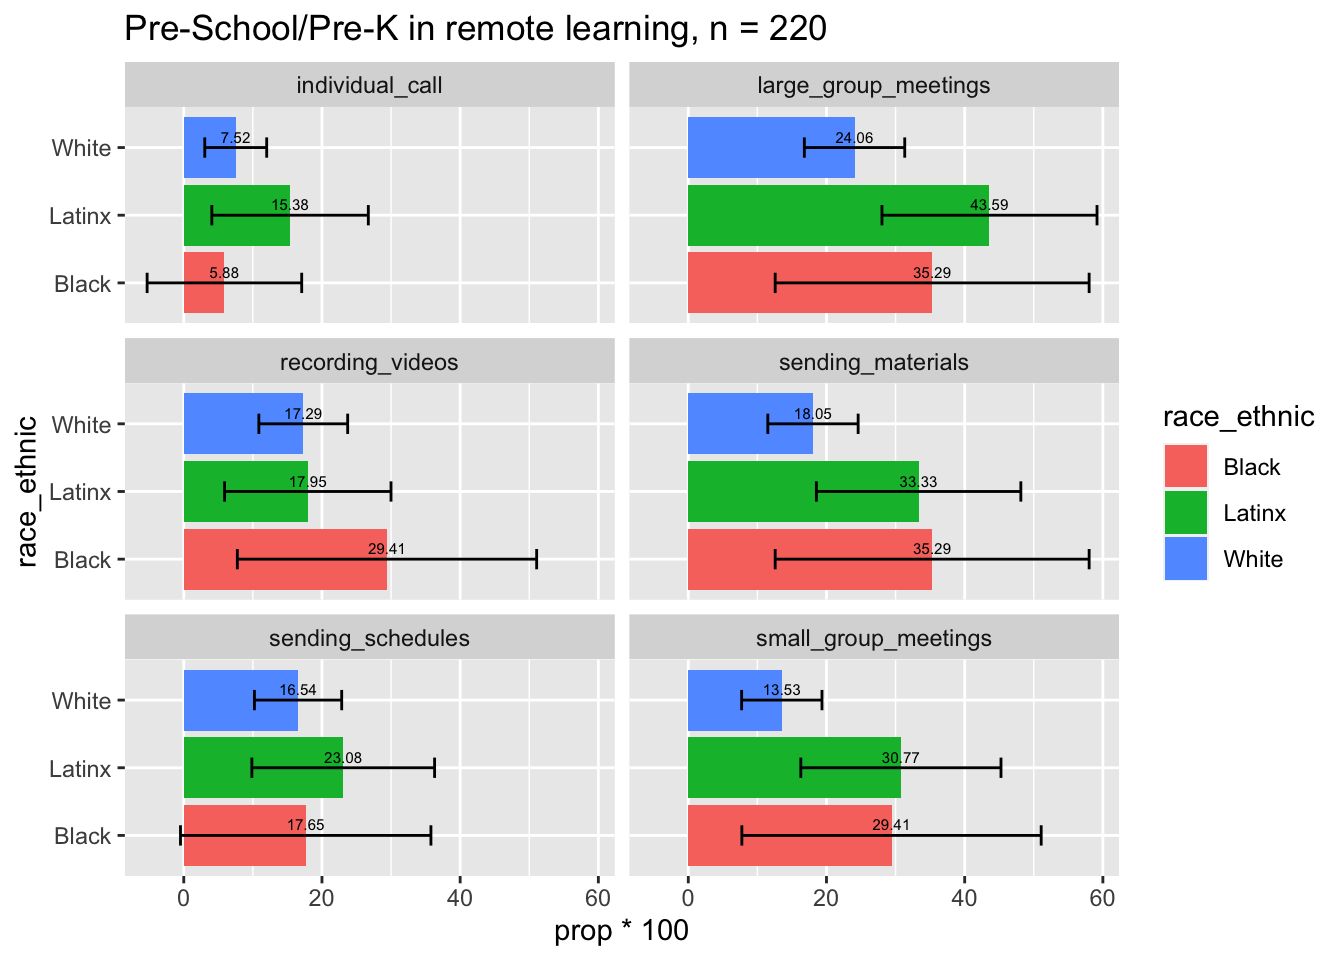 Pre-School/Pre-K in remote learning, n = 220
individual_call
large_group_meetings
White
7.52
24.06
Latinx
15.38
43.59
Black
5.88
35.29
recording_videos
sending_materials
White
17.29
18.05
Latinx
17.95
33.33
Black
29.41
35.29
sending_schedules
small_group_meetings
White
16.54
13.53
Latinx
23.08
30.77
Black
17.65
29.41
0
20
40
60
0
20
40
60
prop * 100
race_ethnic
race_ethnic
Black
Latinx
White